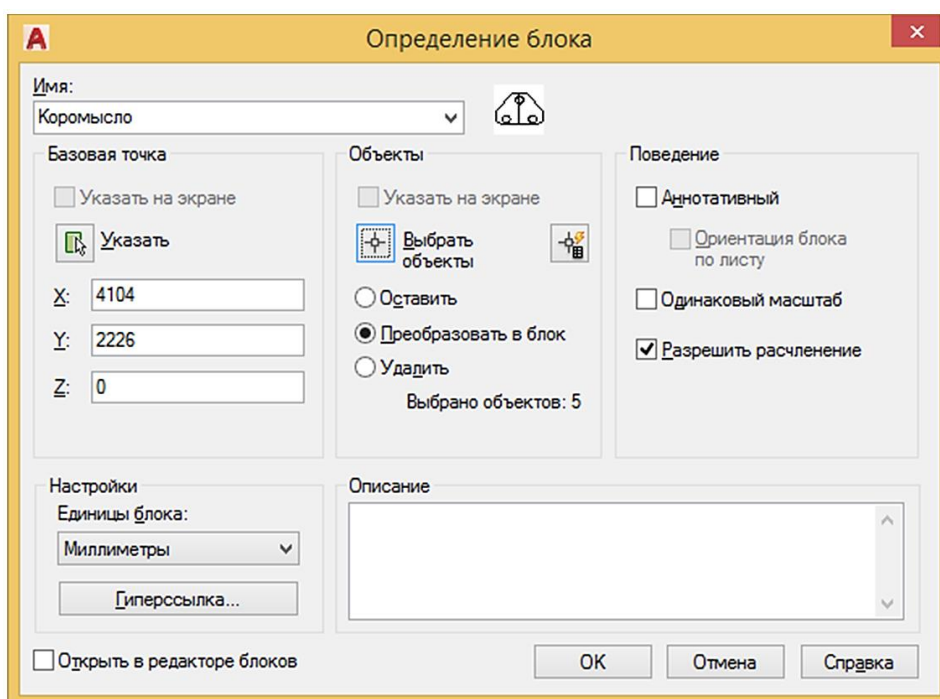 Определение блока
Имя:
Коромысло
Базовая точка
Указать на экране
Указать
X: 4104
Y: 2226
Z: 0
Объекты
Указать на экране
Выбрать
объекты
Оставить
Преобразовать в блок
Удалить
Выбрано объектов: 5
Поведение
Аннотативный
Ориентация блока
по листу
Одинаковый масштаб
Разрешить расчленение
Настройки
Единицы блока:
Миллиметры
Гиперссылка...
Описание
Открыть в редакторе блоков
OK
Отмена
Справка